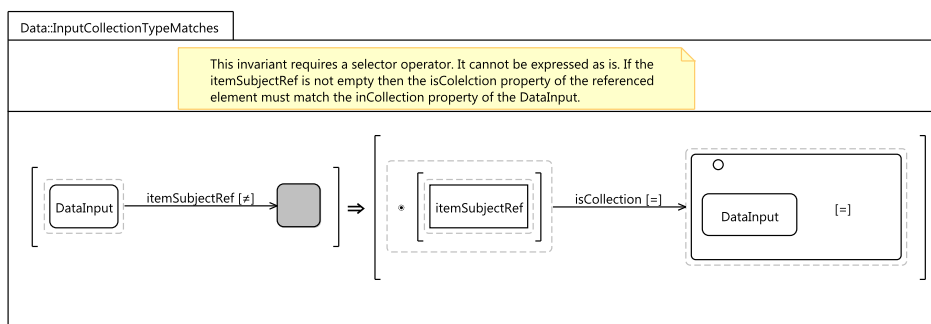 Data::InputCollectionTypeMatches
This invariant requires a selector operator. It cannot be expressed as is. If the
itemSubjectRef is not empty then the isColelction property of the referenced
element must match the inCollection property of the DataInput.
DataInput
itemSubjectRef [≠]
⇒
itemSubjectRef
isCollection [=]
DataInput
[=]